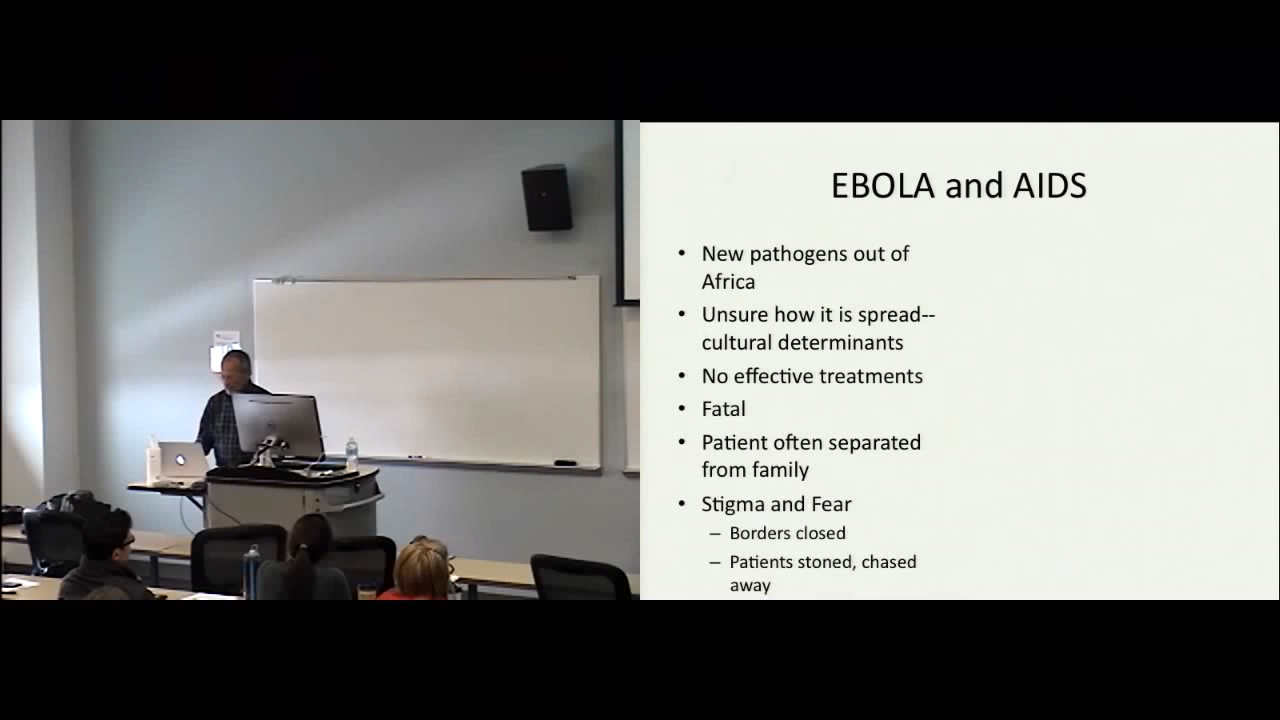 EBOLA and AIDS
• New pathogens out of
Africa
• Unsure how it is spread--
cultural determinants
• No effective treatments
• Fatal
• Patient often separated
from family
• Stigma and Fear
– Borders closed
– Patients stoned, chased
away